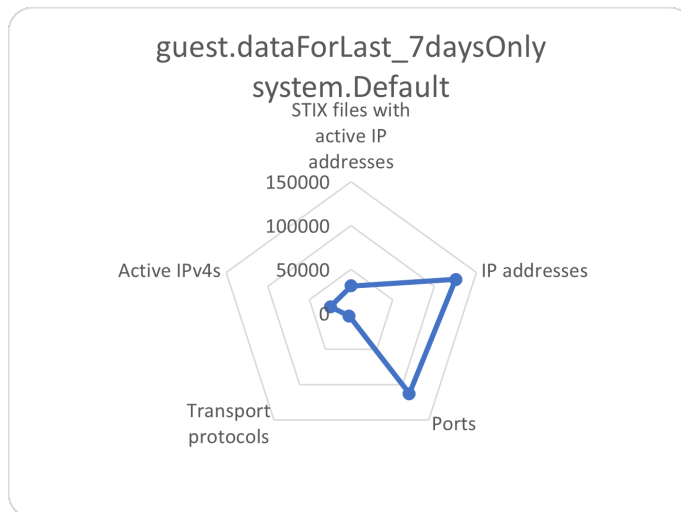 guest.dataForLast_7daysOnly
system.Default
STIX files with
active IP
addresses
150000
100000
50000
0
Active IPv4s
IP addresses
Transport
protocols
Ports